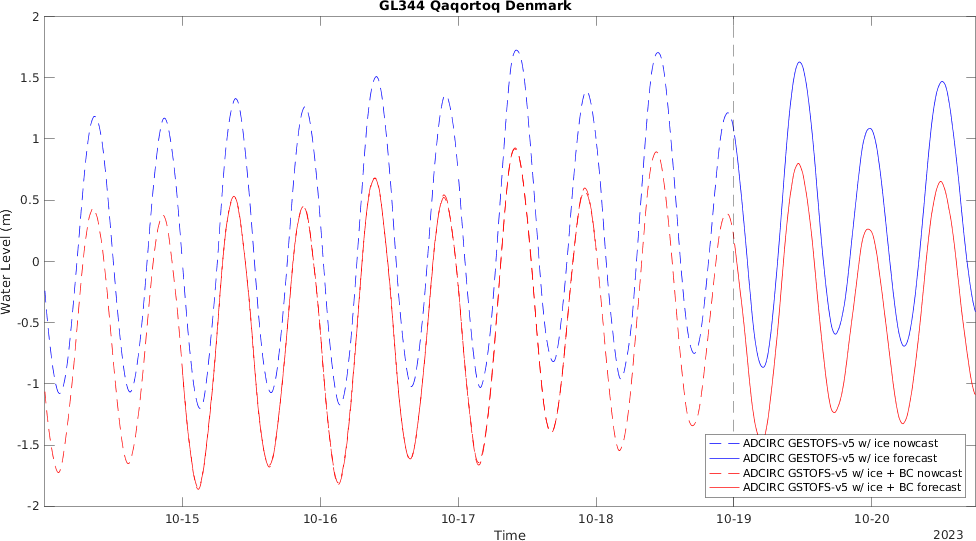 GL344 Qaqortoq Denmark
2
1.5
1
0.5
0
-0.5
-1
-1.5
-2
Water Level (m)
10-15 10-16 10-17 10-18 10-19 10-20
Time
2023
ADCIRC GESTOFS-v5 w/ ice nowcast
ADCIRC GESTOFS-v5 w/ ice forecast
ADCIRC GSTOFS-v5 w/ ice + BC nowcast
ADCIRC GSTOFS-v5 w/ ice + BC forecast